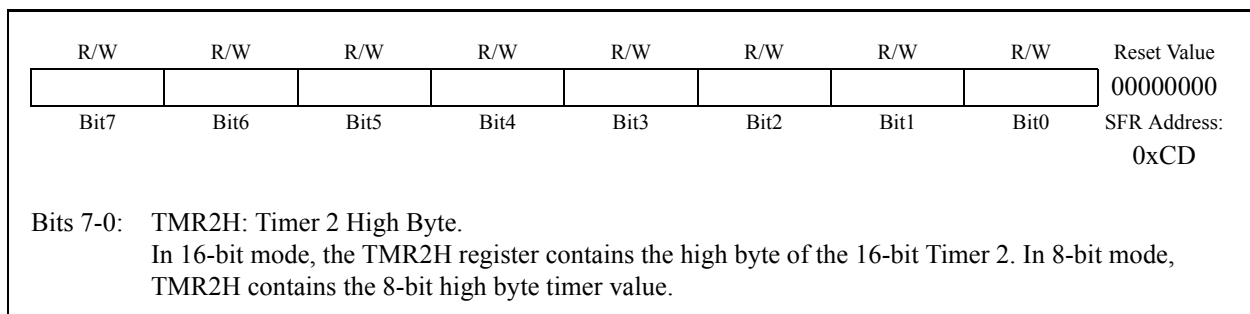 R/W R/W R/W R/W R/W R/W R/W R/W Reset Value
00000000
Bit7 Bit6 Bit5 Bit4 Bit3 Bit2 Bit1 Bit0 SFR Address:
0xCD
Bits 7-0: TMR2H: Timer 2 High Byte.
In 16-bit mode, the TMR2H register contains the high byte of the 16-bit Timer 2. In 8-bit mode,
TMR2H contains the 8-bit high byte timer value.